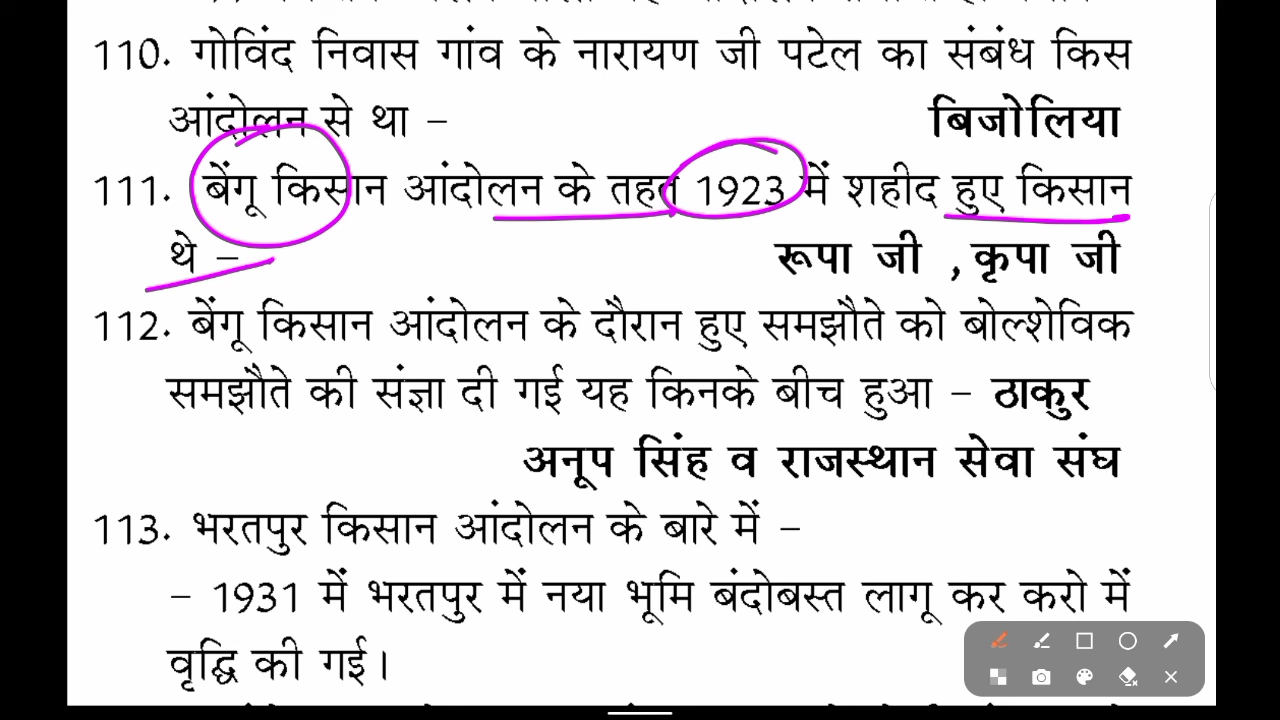 110. गोविंद निवास गांव के नारायण जी पटेल का संबंध किस
आंदोलन से था – बिजोलिया
111. बेंगू किसान आंदोलन के तहत 1923 में शहीद हुए किसान
थे – रूपा जी , कृपा जी
112. बेंगू किसान आंदोलन के दौरान हुए समझौते को बोल्शेविक
समझौते की संज्ञा दी गई यह किनके बीच हुआ – ठाकुर
अनूप सिंह व राजस्थान सेवा संघ
113. भरतपुर किसान आंदोलन के बारे में –
– 1931 में भरतपुर में नया भूमि बंदोबस्त लागू कर करो में
वृद्धि की गई।